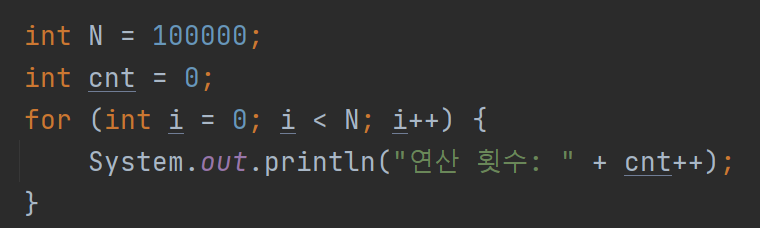 int N = 100000;
int cnt = 0;
for (int i = 0; i < N; i++) {
System.out.println("연산 횟수: " + cnt++);
}